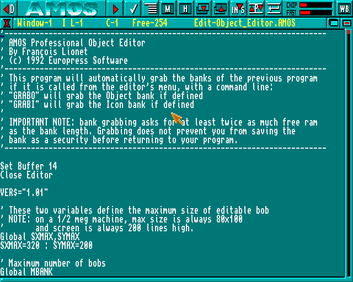 AMOS
Window-1 I L-1 C-1 Free-254 Edit-Object_Editor.AMOS
'-----------------------------------------------------------------
' AMOS Professional Object Editor
' By François Lionet
' (c) 1992 Europress Software
'-----------------------------------------------------------------
' This program will automatically grab the banks of the previous program
' if it is called from the editor's menu, with a command line:
' "GRABO" will grab the Object bank if defined
' "GRABI" will grab the Icon bank if defined
'
' IMPORTANT NOTE: bank grabbing asks for at least twice as much free ram
' as the bank length. Grabbing does not prevent you from saving the
' bank as a security before returning to your program.
'-----------------------------------------------------------------
Set Buffer 14
Close Editor
VER$="1.01"
' These two variables define the maximum size of editable bob
' NOTE: on a 1/2 meg machine, max size is always 80x100
' and screen is always 200 lines high.
Global SXMAX,SYMAX
SXMAX=320 : SYMAX=200
' Maximum number of bobs
Global MBANK